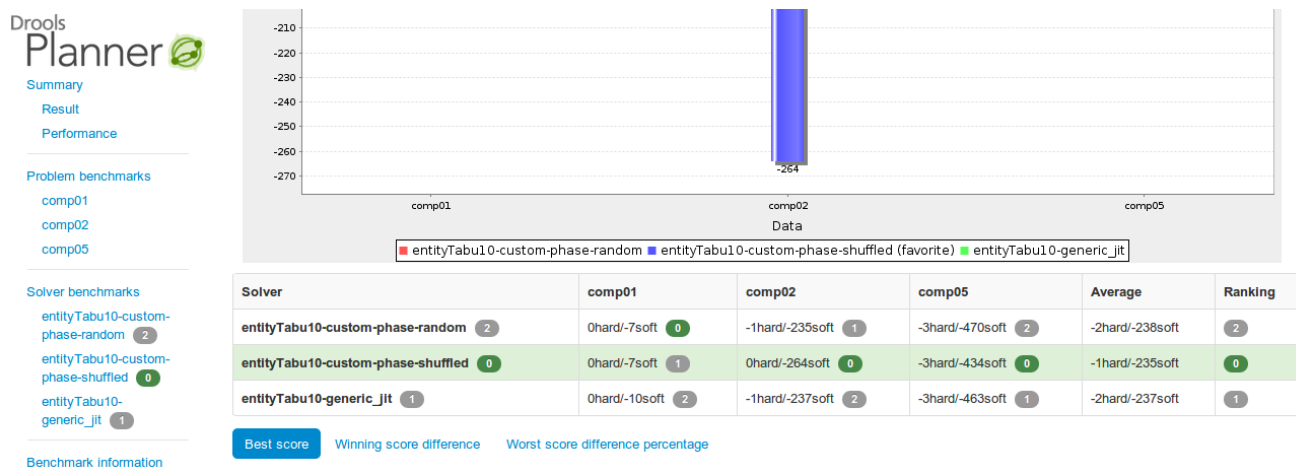 Drools
Planner
Summary
Result
Performance
Problem benchmarks
comp01
comp02
comp05
Solver benchmarks
entityTabu10-custom-
phase-random 2
entityTabu10-custom-
phase-shuffled 0
entityTabu10-
generic_jit 1
Benchmark information
-210
-220
-230
-240
-250
-260
-270
-264
comp01 comp02 comp05
Data
entityTabu10-custom-phase-random entityTabu10-custom-phase-shuffled (favorite) entityTabu10-generic_jit
Solver comp01 comp02 comp05 Average Ranking
entityTabu10-custom-phase-random 2 0hard/-7soft 0 -1hard/-235soft 1 -3hard/-470soft 2 -2hard/-238soft 2
entityTabu10-custom-phase-shuffled 0 0hard/-7soft 1 0hard/-264soft 0 -3hard/-434soft 0 -1hard/-235soft 0
entityTabu10-generic_jit 1 0hard/-10soft 2 -1hard/-237soft 2 -3hard/-463soft 1 -2hard/-237soft 1
Best score Winning score difference Worst score difference percentage